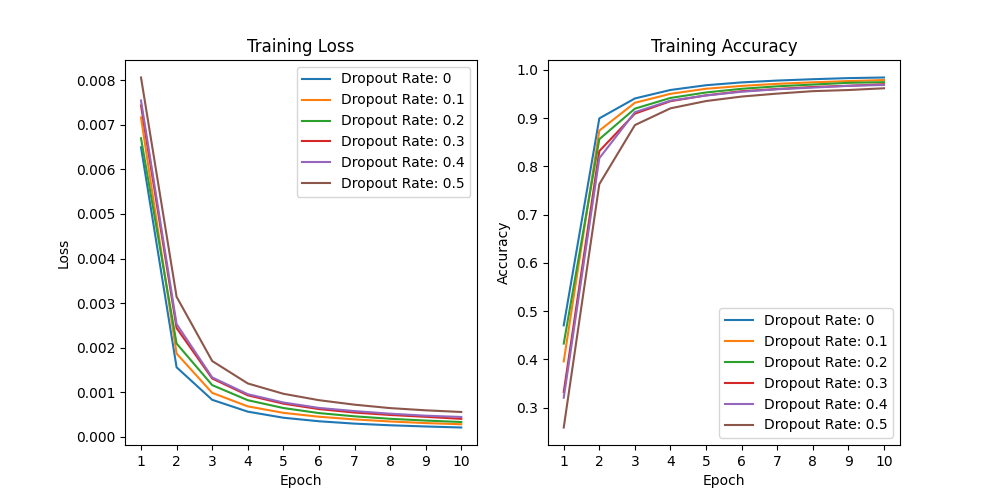 Training Loss
Loss
0.008
0.007
0.006
0.005
0.004
0.003
0.002
0.001
0.000
Dropout Rate: 0
Dropout Rate: 0.1
Dropout Rate: 0.2
Dropout Rate: 0.3
Dropout Rate: 0.4
Dropout Rate: 0.5
1 2 3 4 5 6 7 8 9 10
Epoch
Training Accuracy
Accuracy
1.0
0.9
0.8
0.7
0.6
0.5
0.4
0.3
Dropout Rate: 0
Dropout Rate: 0.1
Dropout Rate: 0.2
Dropout Rate: 0.3
Dropout Rate: 0.4
Dropout Rate: 0.5
1 2 3 4 5 6 7 8 9 10
Epoch